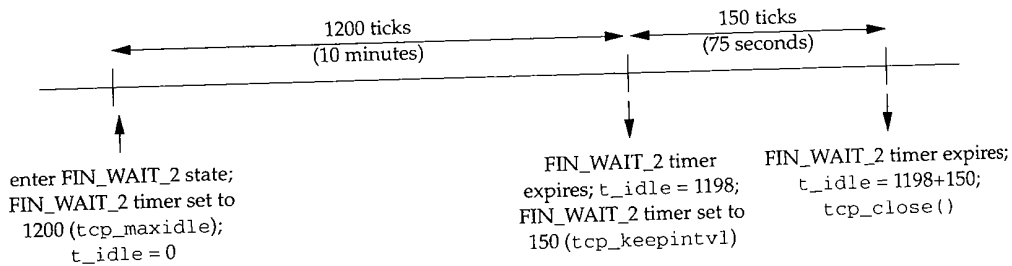 1200 ticks
(10 minutes)
150 ticks
(75 seconds)
enter FIN_WAIT_2 state;
FIN_WAIT_2 timer set to
1200 (tcp_maxidle);
t_idle = 0
FIN_WAIT_2 timer
expires; t_idle = 1198;
FIN_WAIT_2 timer set to
150 (tcp_keepintvl)
FIN_WAIT_2 timer expires;
t_idle = 1198+150;
tcp_close()